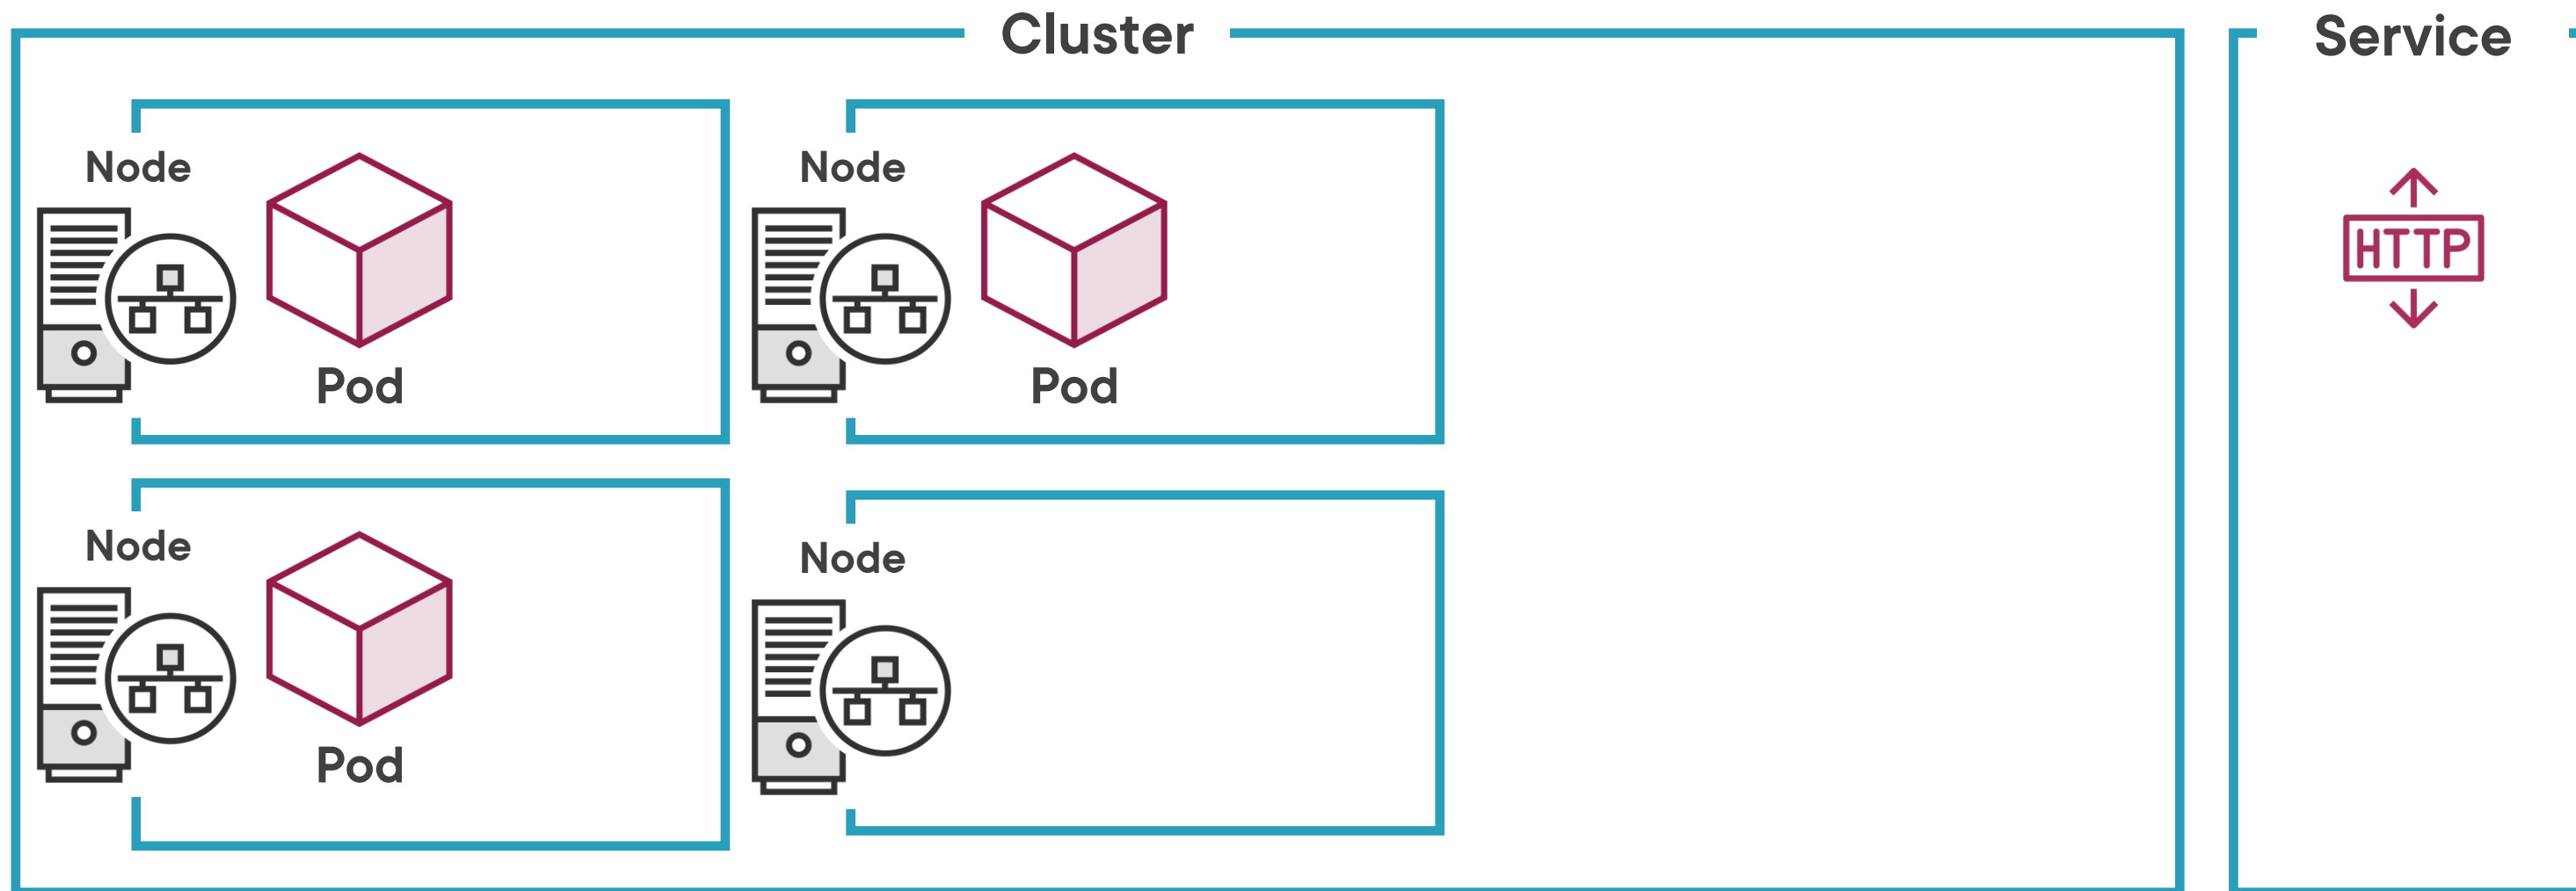 Cluster
Service
Node
Pod
Node
Pod
HTTP
Node
Pod
Node